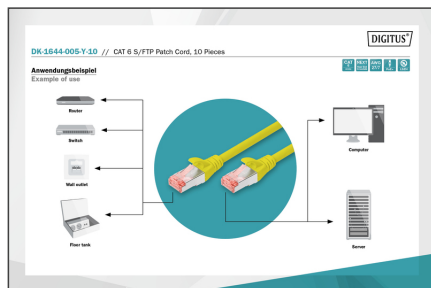 DIGITUS®
DK-1644-005-Y-10 // CAT 6 S/FTP Patch Cord, 10 Pieces
Anwendungsbeispiel
Example of use
Router
Switch
Wall outlet
Floor tank
Computer
Server